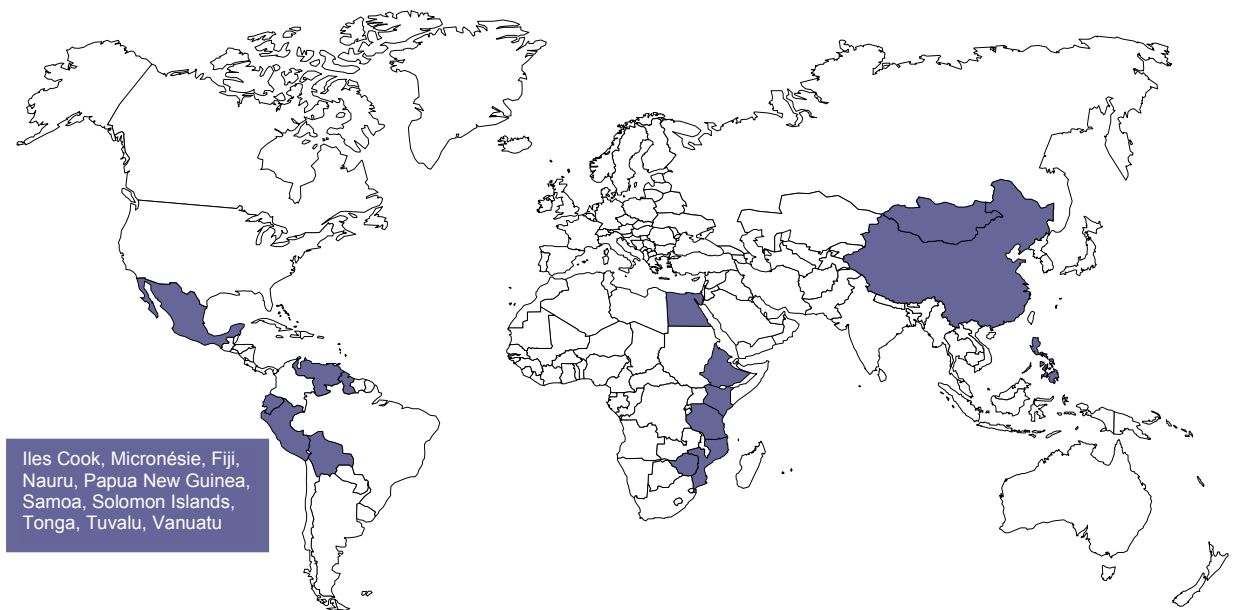 Iles Cook, Micronésie, Fiji,
Nauru, Papua New Guinea,
Samoa, Solomon Islands,
Tonga, Tuvalu, Vanuatu